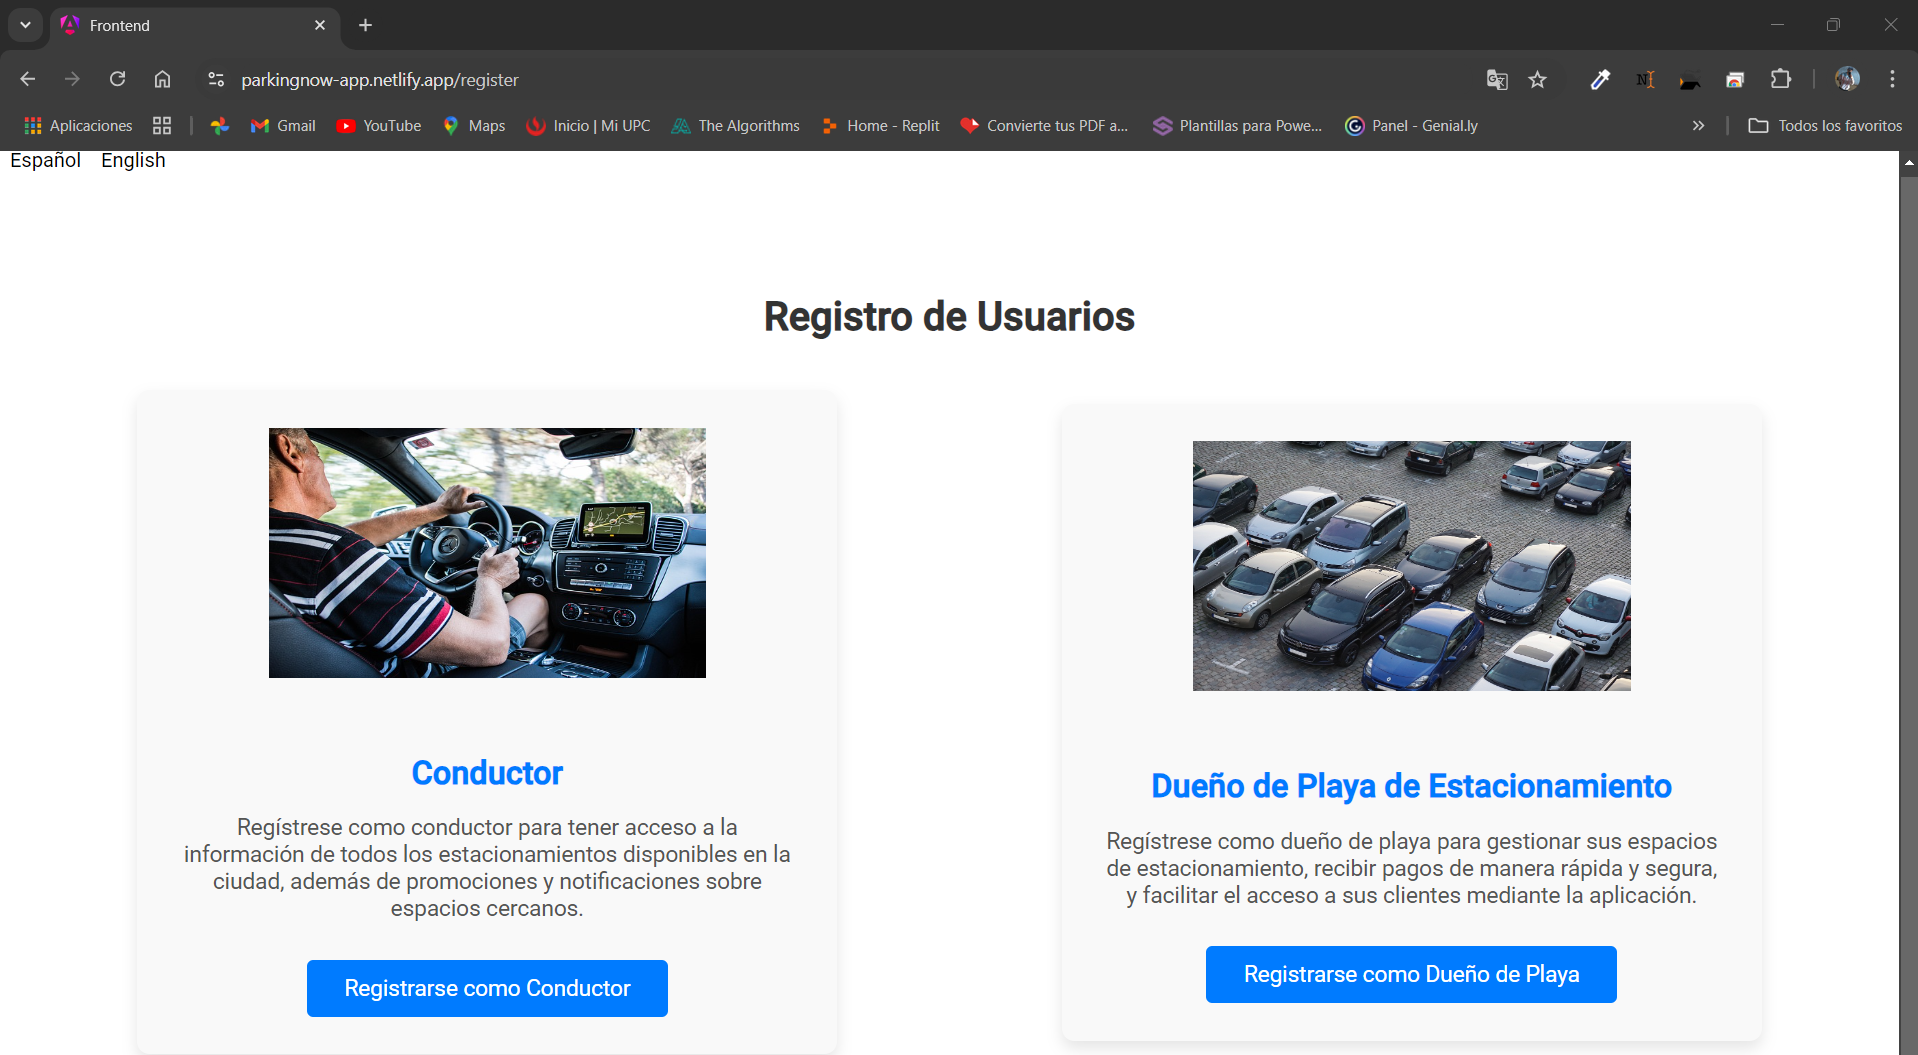 Frontend
parkingnow-app.netlify.app/register
Aplicaciones
Gmail
YouTube
Maps
Inicio | Mi UPC
The Algorithms
Home - Replit
Convierte tus PDF a...
Plantillas para Powe...
Panel - Genial.ly
Todos los favoritos
Español English
Registro de Usuarios
Conductor
Regístrese como conductor para tener acceso a la
información de todos los estacionamientos disponibles en la
ciudad, además de promociones y notificaciones sobre
espacios cercanos.
Registrarse como Conductor
Dueño de Playa de Estacionamiento
Regístrese como dueño de playa para gestionar sus espacios
de estacionamiento, recibir pagos de manera rápida y segura,
y facilitar el acceso a sus clientes mediante la aplicación.
Registrarse como Dueño de Playa